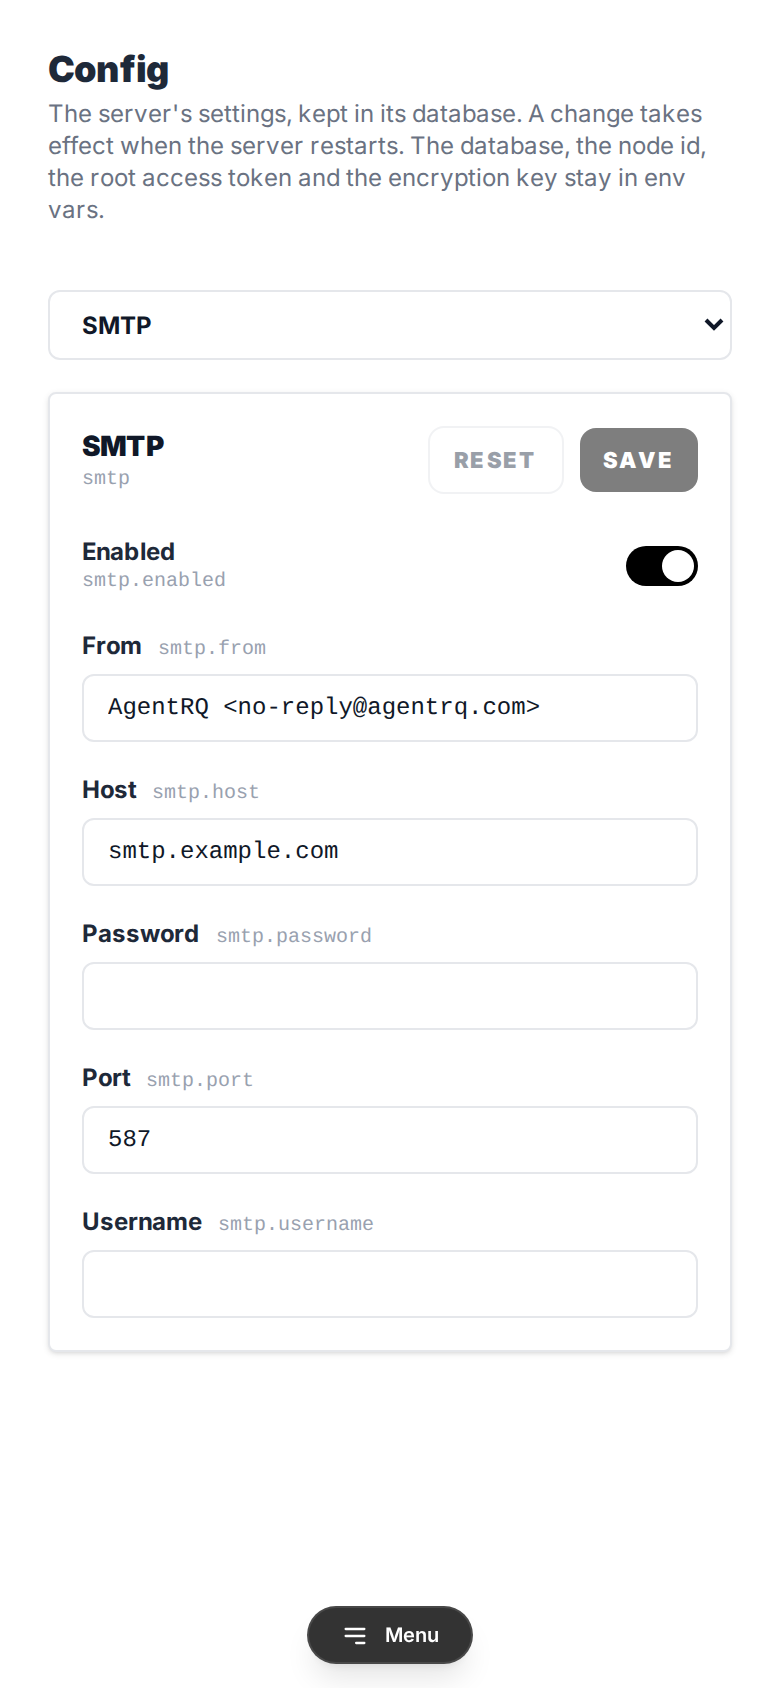 Config
The server's settings, kept in its database. A change takes
effect when the server restarts. The database, the node id,
the root access token and the encryption key stay in env
vars.
SMTP
SMTP
smtp
RESET
SAVE
Enabled
smtp.enabled
From smtp.from
AgentRQ <no-reply@agentrq.com>
Host smtp.host
smtp.example.com
Password smtp.password
Port smtp.port
587
Username smtp.username
Menu